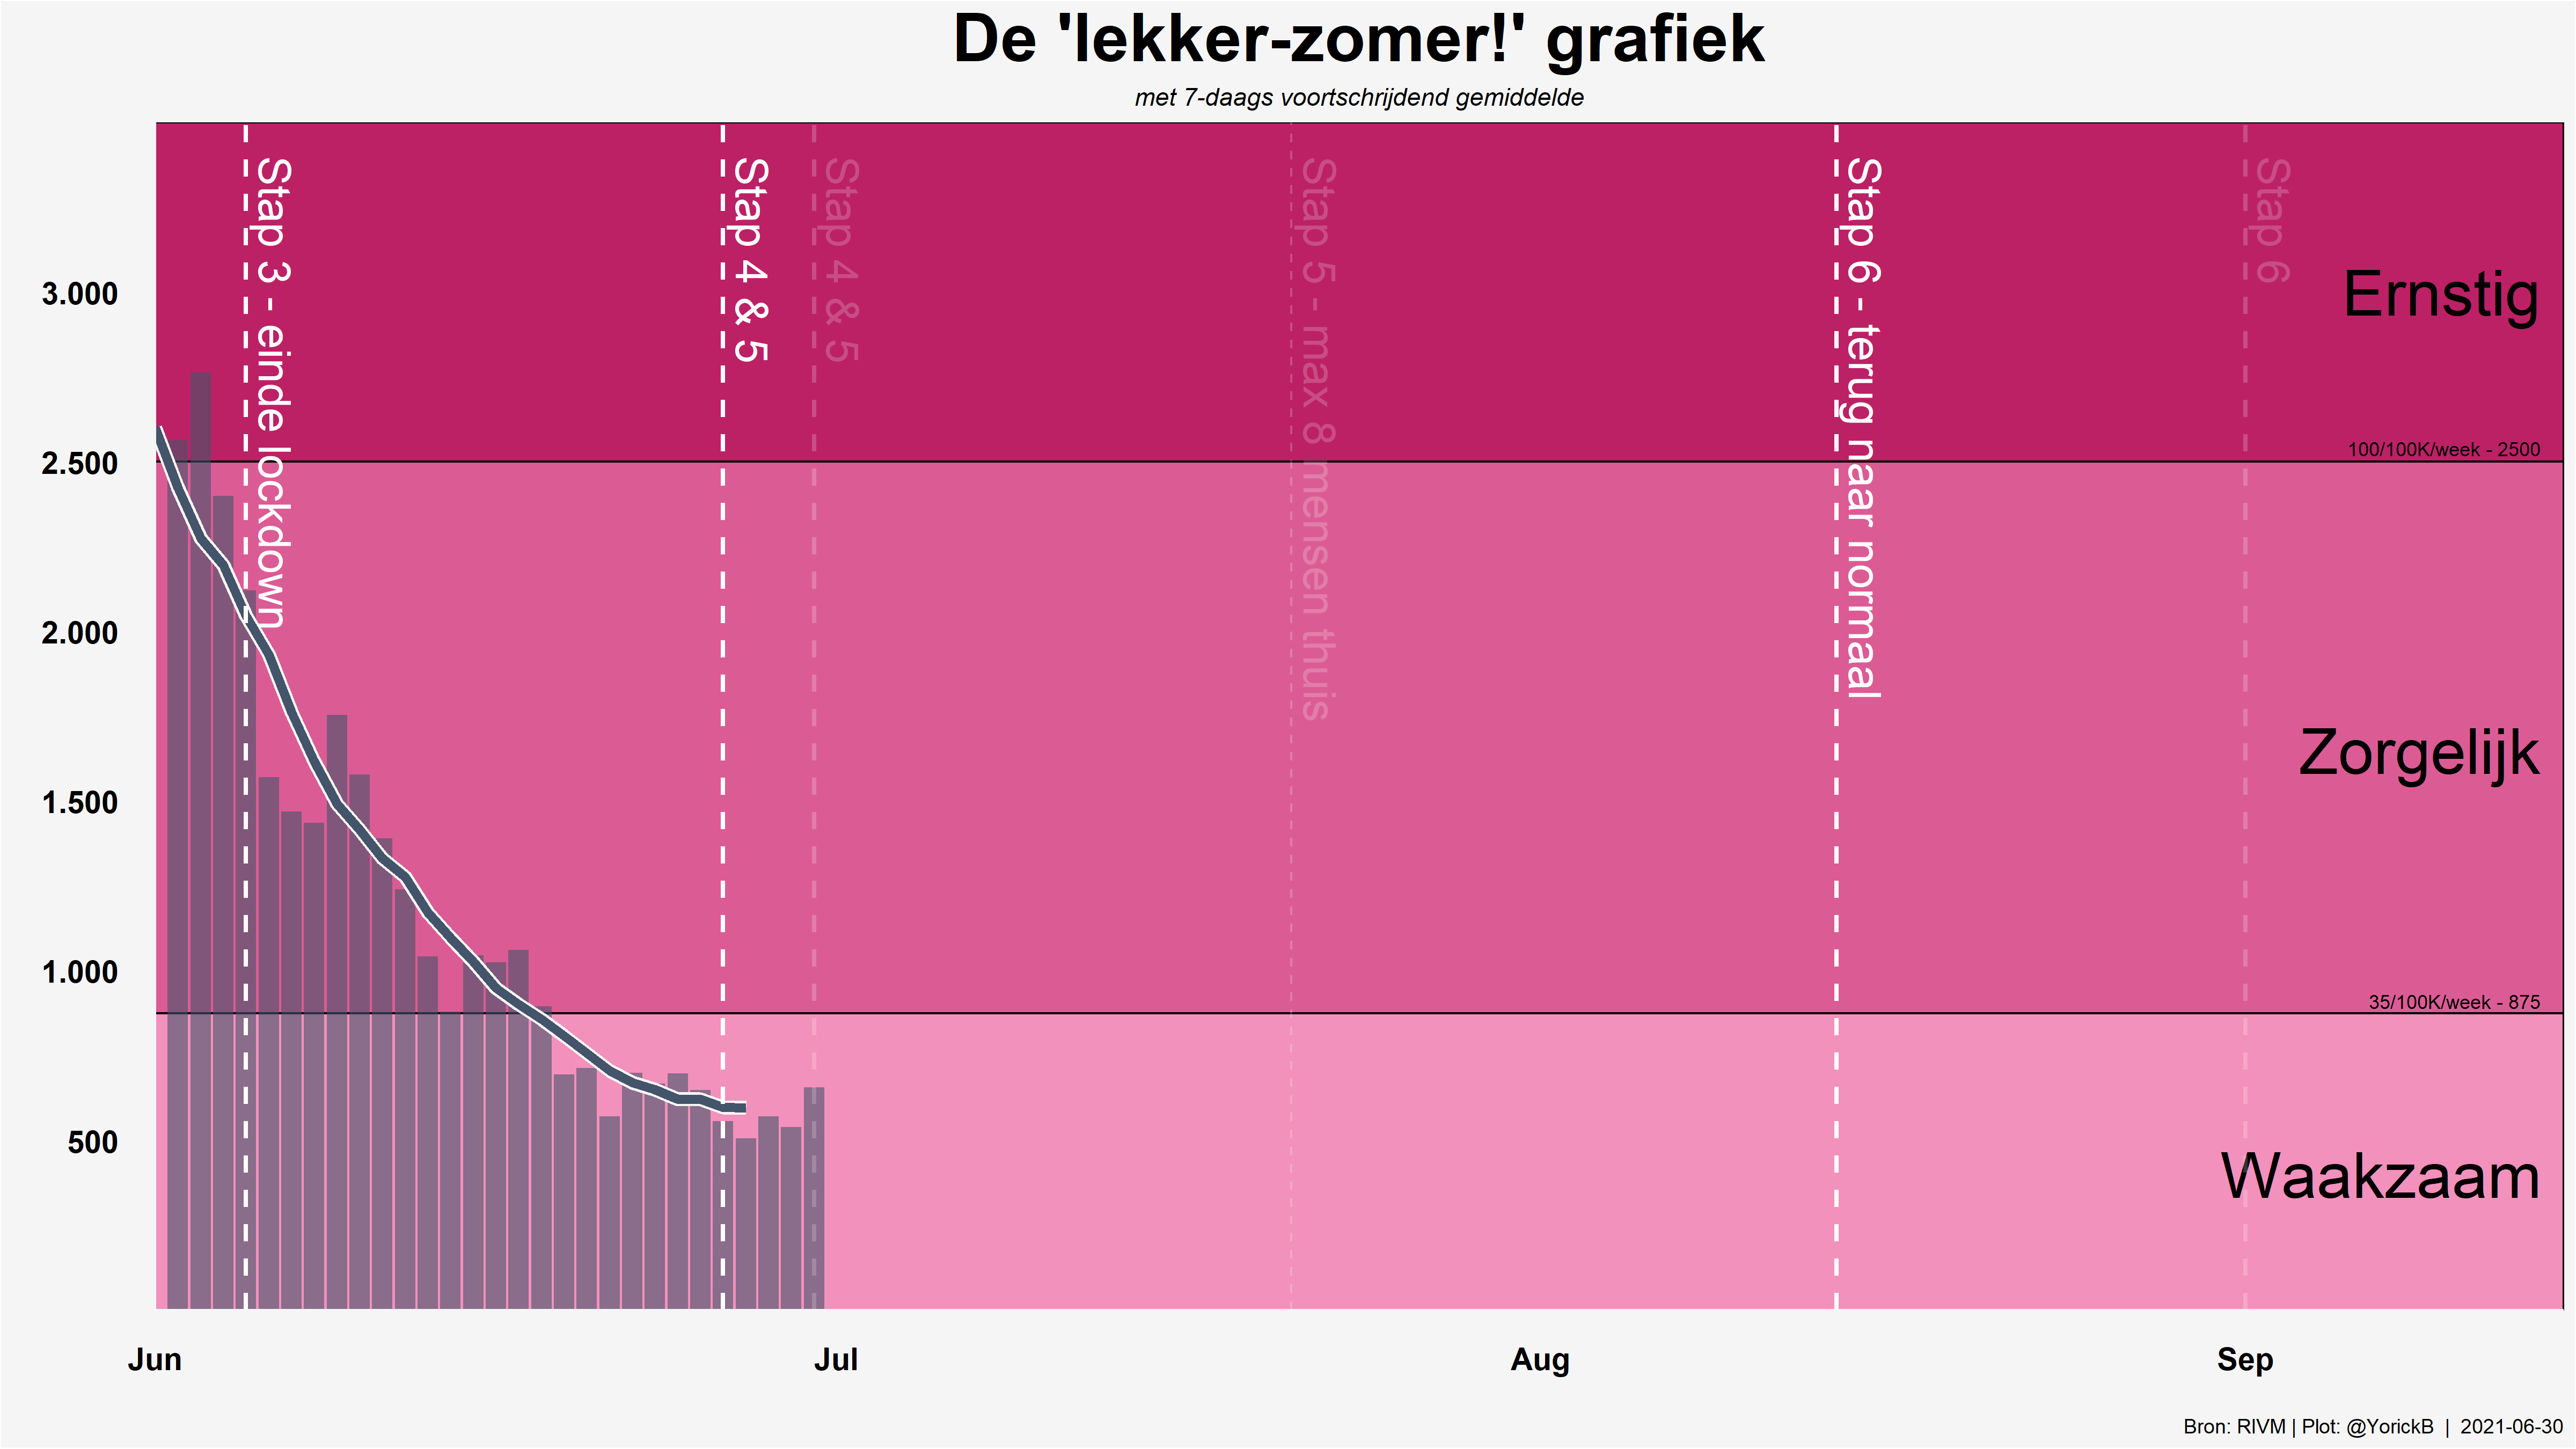 De 'lekker-zomer!' grafiek
met 7-daags voortschrijdend gemiddelde
Stap 3 - einde lockdown
Stap 4 & 5
Stap 4 & 5
Stap 5 - max 8 mensen thuis
Stap 6 - terug naar normaal
Stap 6
3.000
2.500
2.000
1.500
1.000
500
Ernstig
100/100K/week - 2500
Zorgelijk
35/100K/week - 875
Waakzaam
Jun
Jul
Aug
Sep
Bron: RIVM | Plot: @YorickB | 2021-06-30